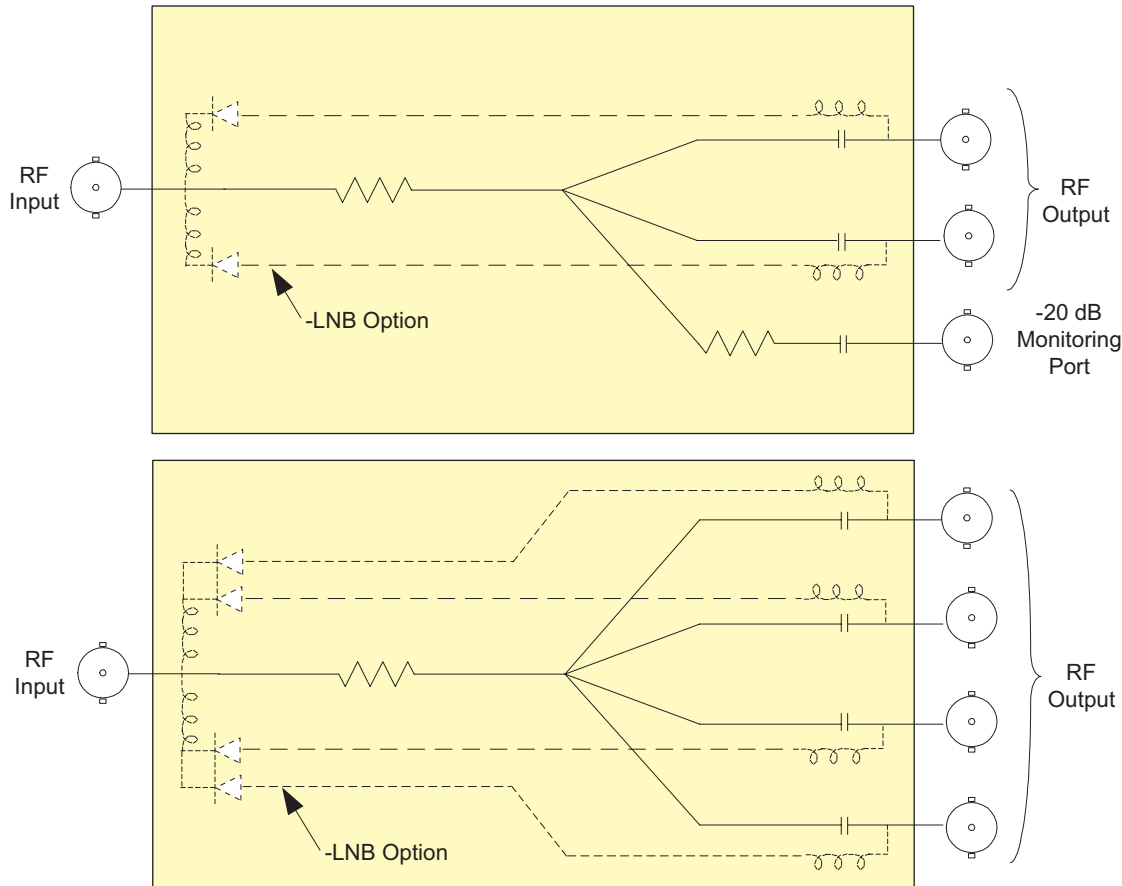 RF
Input
-LNB Option
RF
Output
-20 dB
Monitoring
Port
RF
Input
-LNB Option
RF
Output